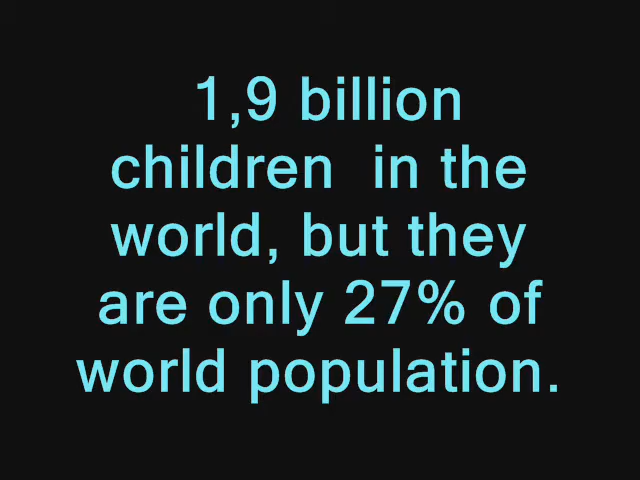 1,9 billion
children in the
world, but they
are only 27% of
world population.